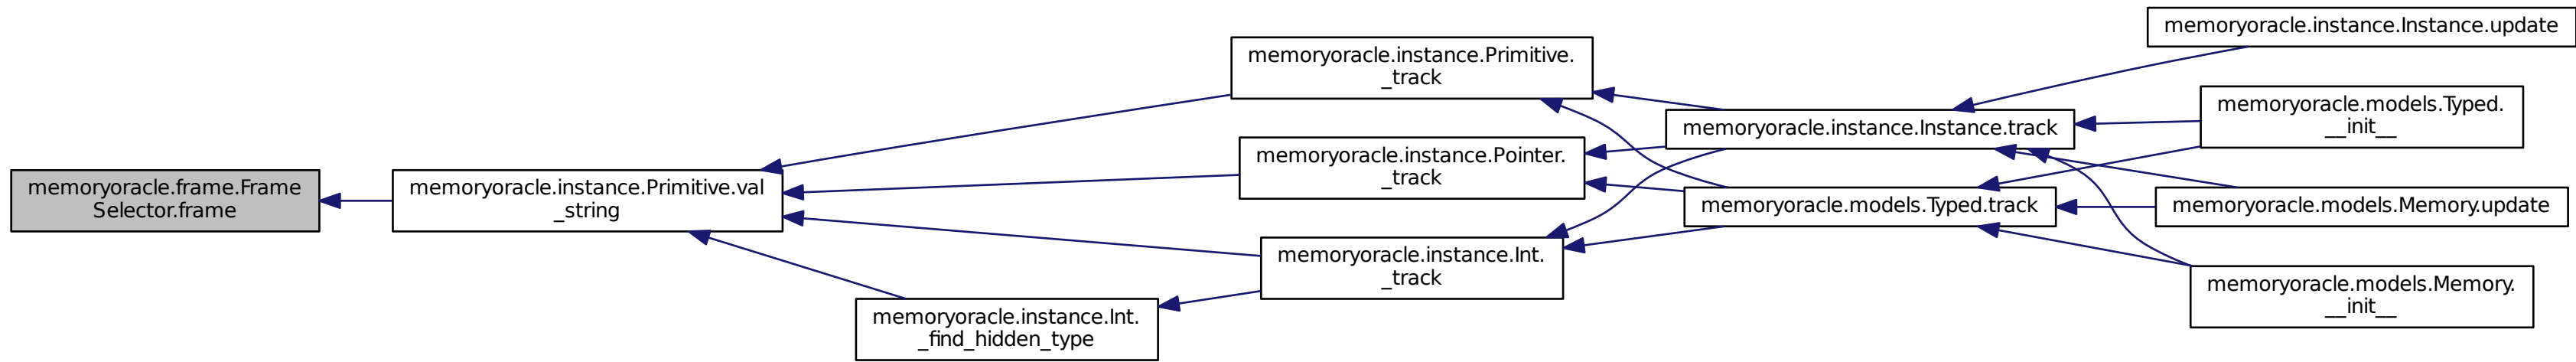 memoryoracle.frame.Frame
Selector.frame
memoryoracle.instance.Primitive.val
_string
memoryoracle.instance.Primitive.
_track
memoryoracle.instance.Pointer.
_track
memoryoracle.instance.Int.
_track
memoryoracle.instance.Int.
_find_hidden_type
memoryoracle.instance.Instance.track
memoryoracle.models.Typed.track
memoryoracle.instance.Instance.update
memoryoracle.models.Typed.
__init__
memoryoracle.models.Memory.update
memoryoracle.models.Memory.
__init__